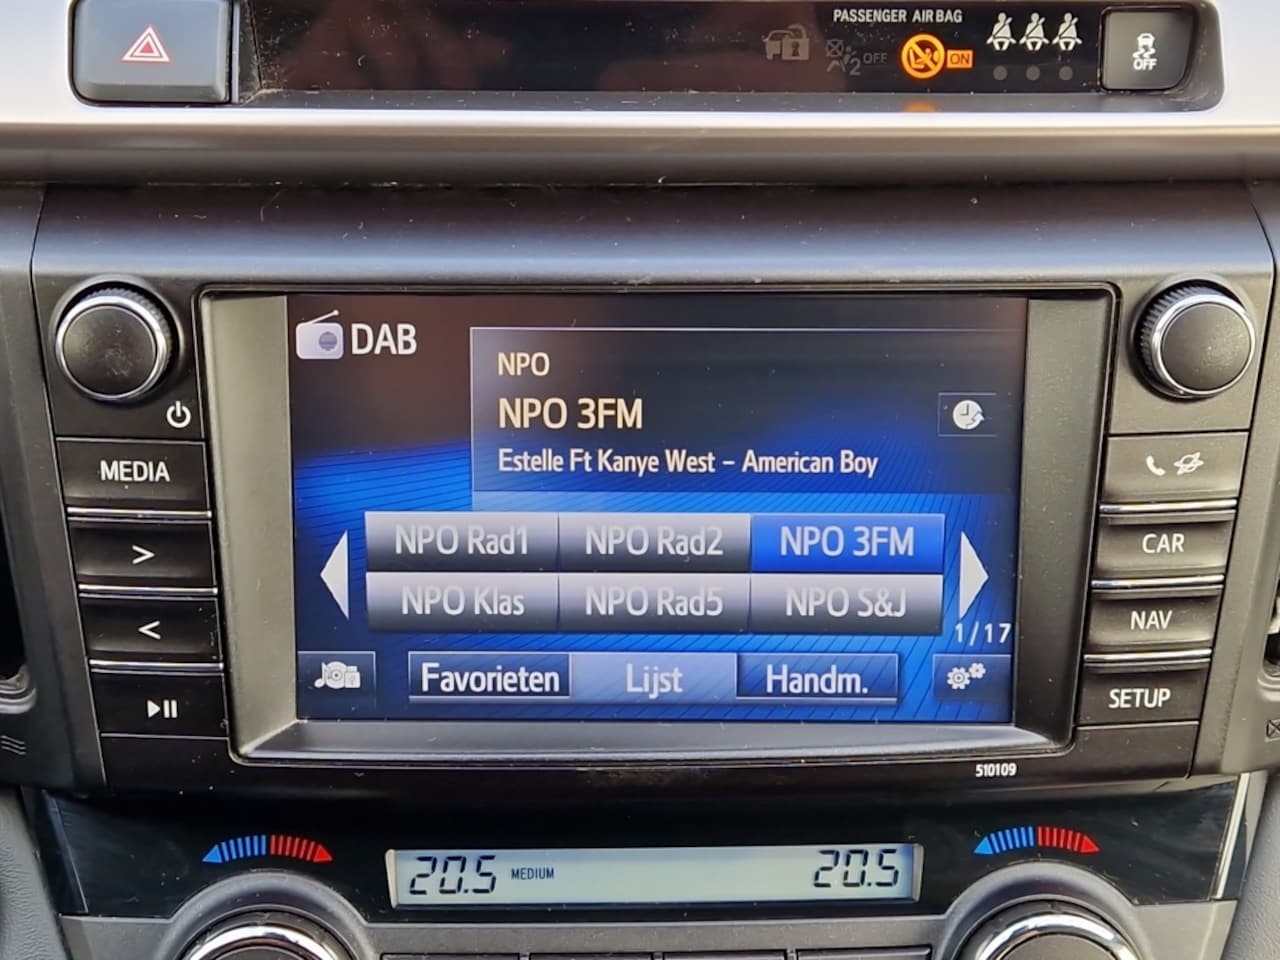 PASSENGER AIR BAG
2 OFF
ON
OFF
DAB
NPO
NPO 3FM
Estelle Ft Kanye West – American Boy
MEDIA
NPO Rad1 NPO Rad2 NPO 3FM
NPO Klas NPO Rad5 NPO S&J
1/17
Favorieten Lijst Handm.
CAR
NAV
SETUP
510109
20.5 MEDIUM 20.5